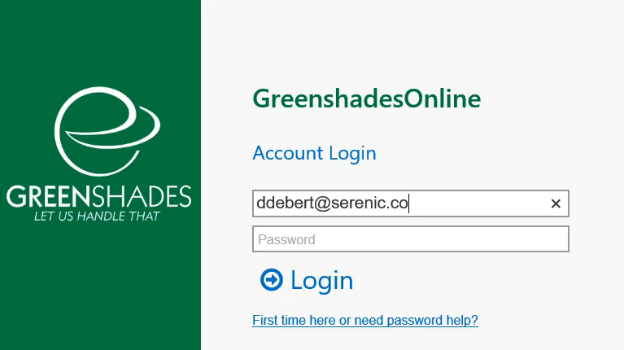 GREENSHADES
LET US HANDLE THAT
GreenshadesOnline
Account Login
ddebert@serenic.co
Password
Login
First time here or need password help?